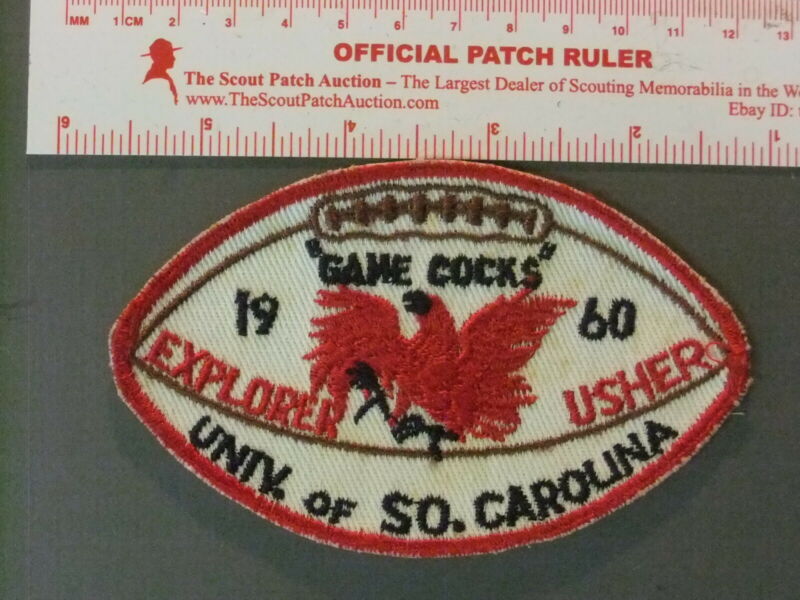 MM 1 CM 2 3 4 5 6 7 8 9 10 11 12 13
OFFICIAL PATCH RULER
The Scout Patch Auction – The Largest Dealer of Scouting Memorabilia in the
www.TheScoutPatchAuction.com
Ebay ID:
6 5 4 3 2 1
"GAME COCKS"
19 60
EXPLORER USHER
UNIV. OF SO. CAROLINA